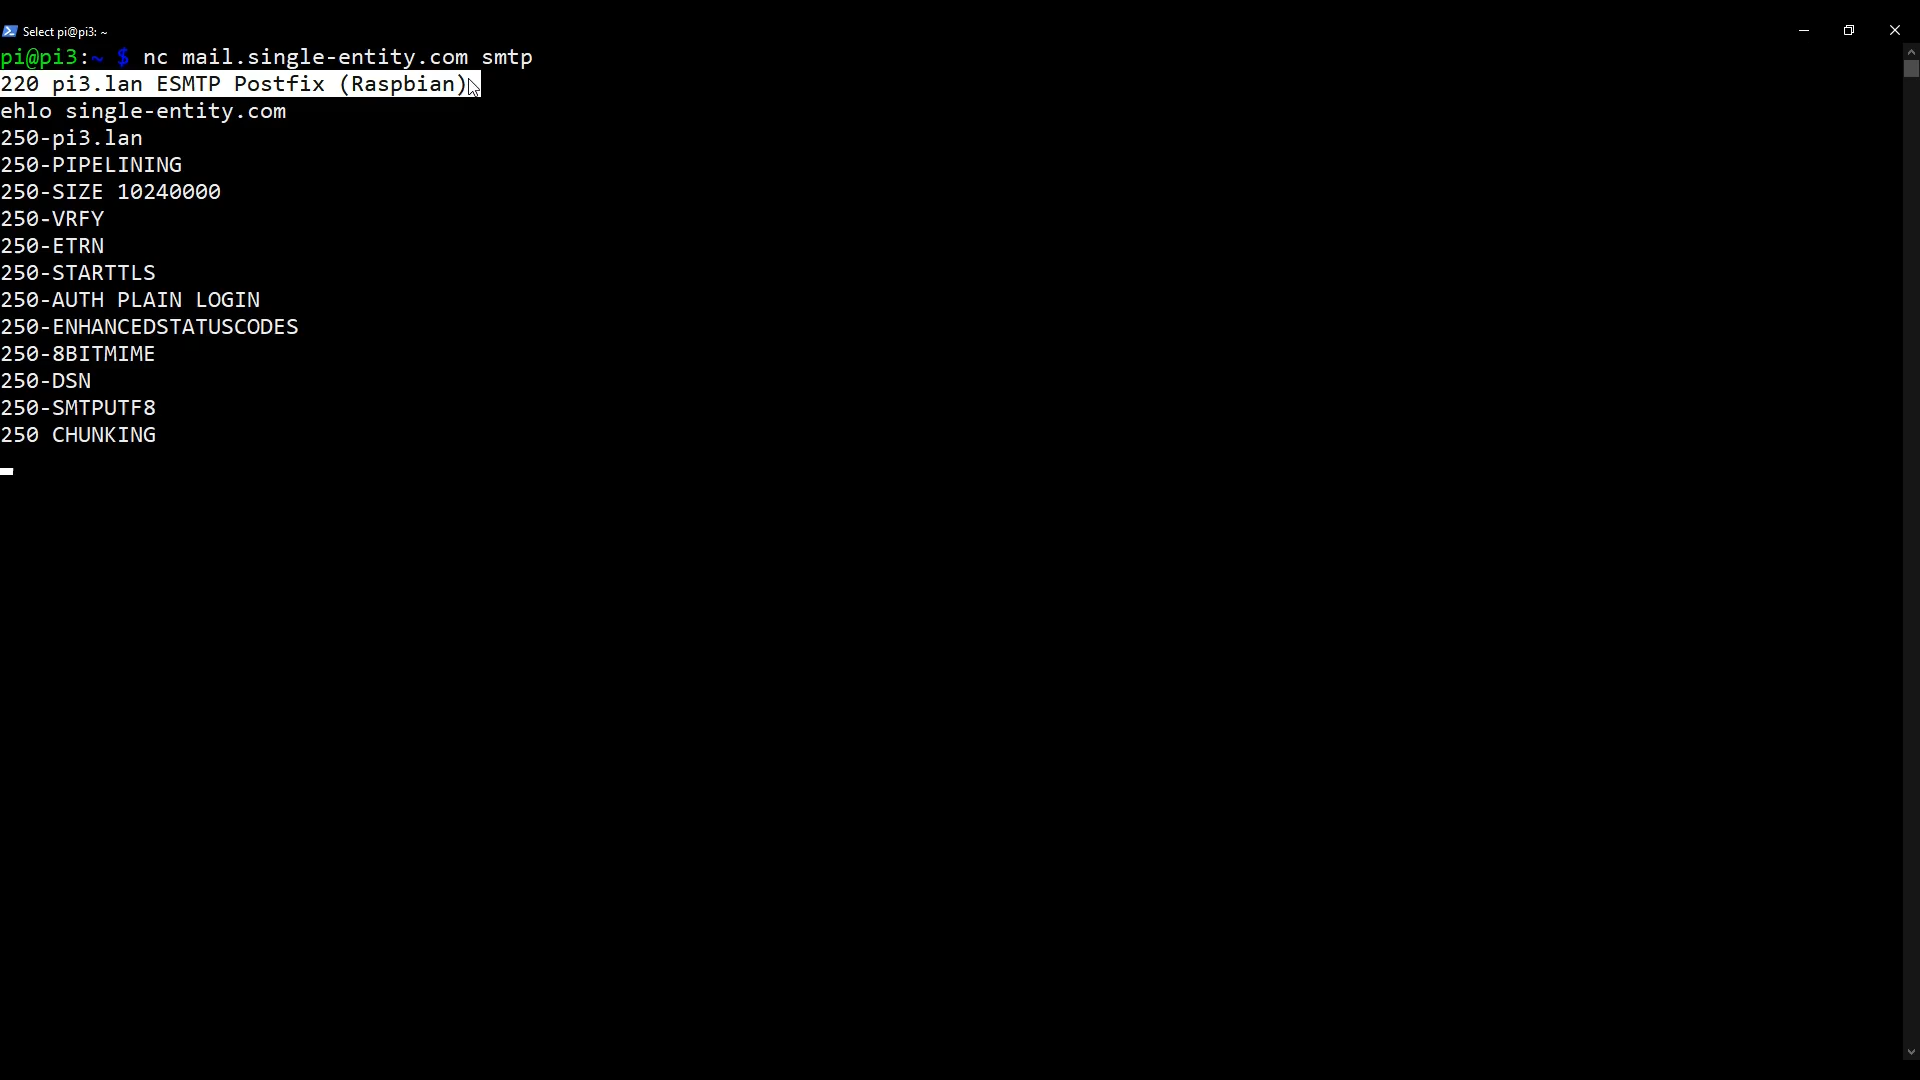 Select pi@pi3: ~
pi@pi3:~ $ nc mail.single-entity.com smtp
220 pi3.lan ESMTP Postfix (Raspbian)
ehlo single-entity.com
250-pi3.lan
250-PIPELINING
250-SIZE 10240000
250-VRFY
250-ETRN
250-STARTTLS
250-AUTH PLAIN LOGIN
250-ENHANCEDSTATUSCODES
250-8BITMIME
250-DSN
250-SMTPUTF8
250 CHUNKING